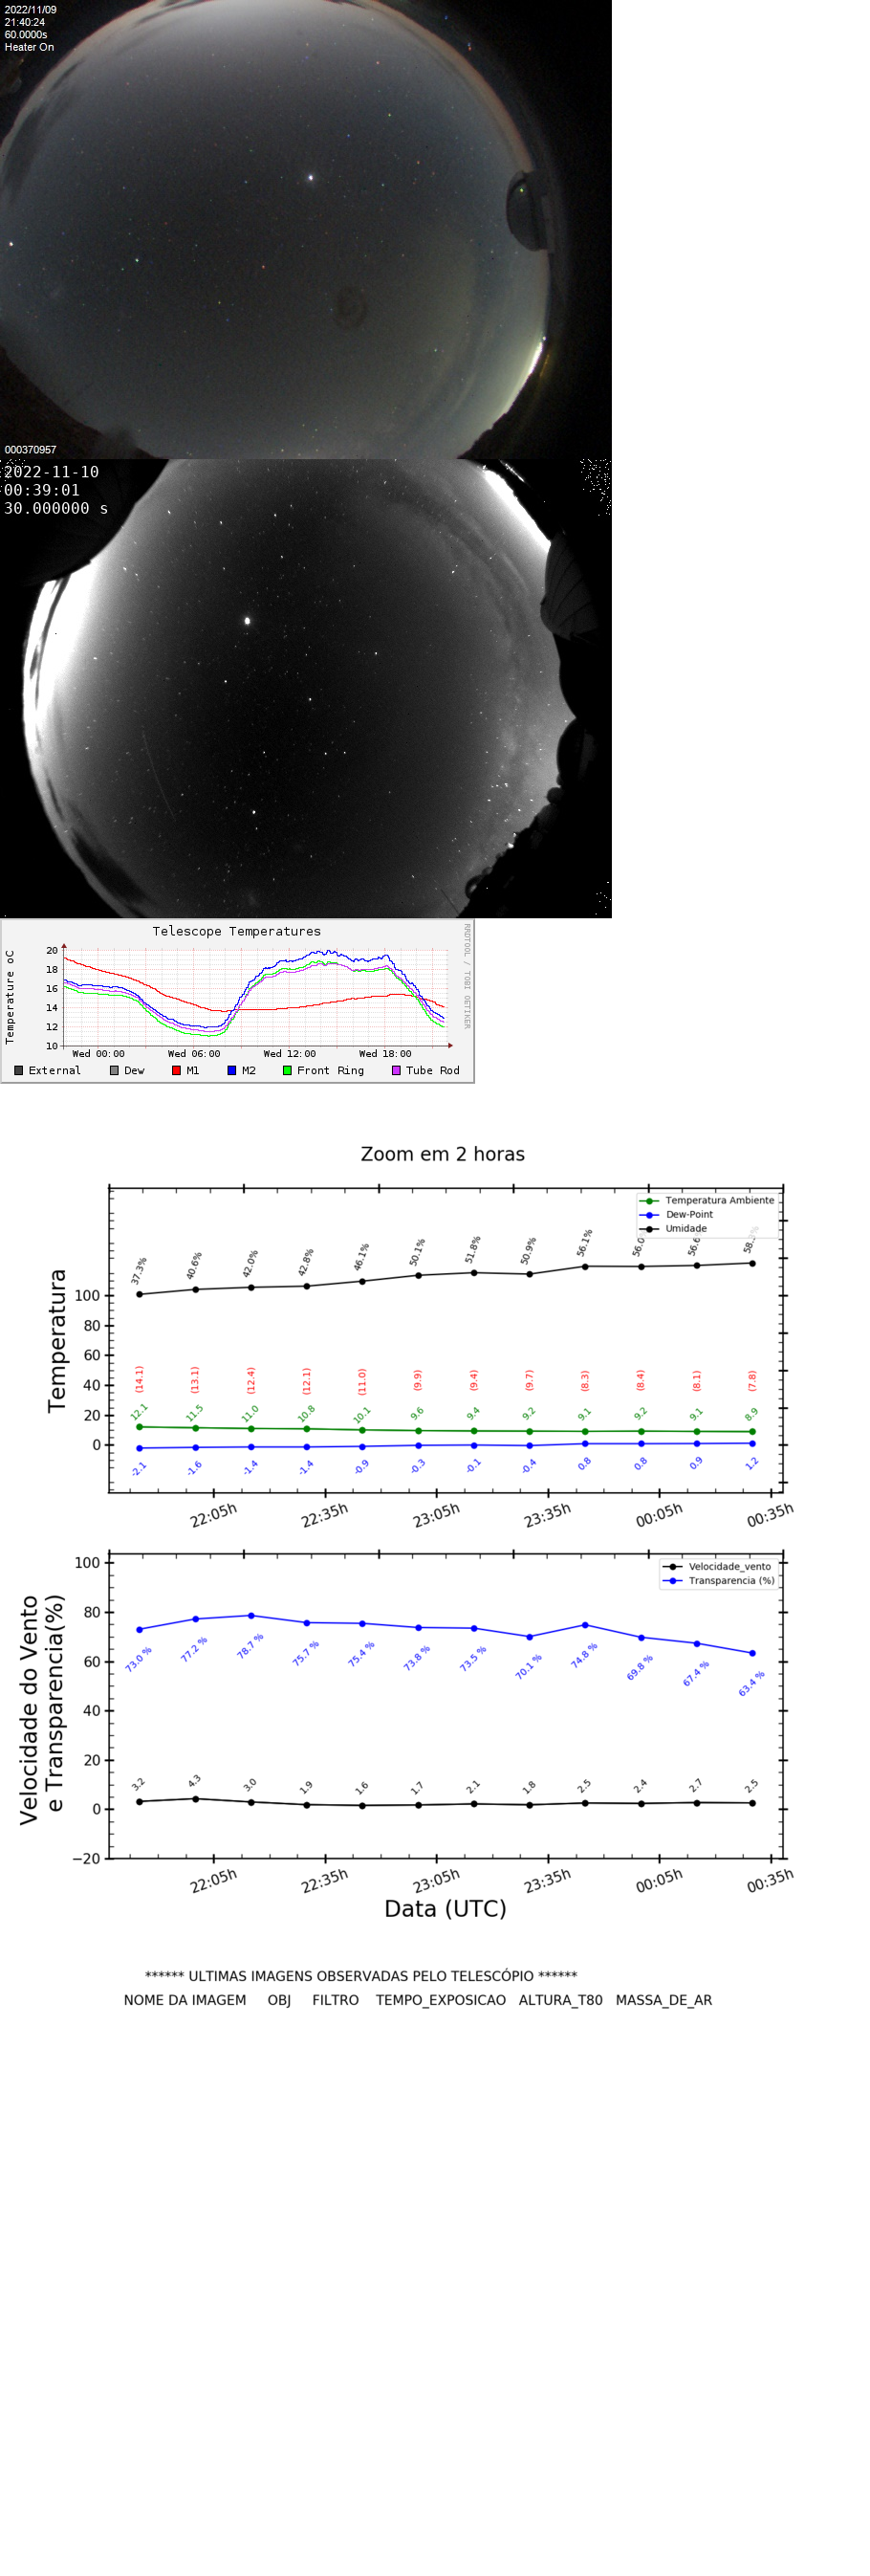 2022/11/09
21:40:24
60.0000s
Heater On
000370957
2022-11-10
00:39:01
30.000000 s
Telescope Temperatures
RRDTOOL / TOBI OETIKER
Temperature oC
20
18
16
14
12
10
Wed 00:00 Wed 06:00 Wed 12:00 Wed 18:00
External Dew M1 M2 Front Ring Tube Rod
Zoom em 2 horas
Temperatura Ambiente
Dew-Point
Umidade
37.3% 40.6% 42.0% 42.8% 46.1% 50.1% 51.8% 50.9% 56.1%
Temperatura
100
80
60
40
20
0
(14.1) (13.1) (12.4) (12.1) (11.0) (9.9) (9.4) (9.7) (8.3) (8.4) (8.1) (7.8)
12.1 11.5 11.0 10.8 10.1 9.6 9.4 9.2 9.1 9.2 9.1 8.9
-2.1 -1.6 -1.4 -1.4 -0.9 -0.3 -0.1 -0.4 0.8 0.8 0.9 1.2
22:05h 22:35h 23:05h 23:35h 00:05h 00:35h
Velocidade_vento
Transparencia (%)
Velocidade do Vento
e Transparencia(%)
100
80
60
40
20
0
−20
73.0 % 77.2 % 78.7 % 75.7 % 75.4 % 73.8 % 73.5 % 70.1 % 74.8 % 69.8 % 67.4 % 63.4 %
3.2 4.3 3.0 1.9 1.6 1.7 2.1 1.8 2.5 2.4 2.7 2.5
22:05h 22:35h 23:05h 23:35h 00:05h 00:35h
Data (UTC)
****** ULTIMAS IMAGENS OBSERVADAS PELO TELESCÓPIO ******
NOME DA IMAGEM OBJ FILTRO TEMPO_EXPOSICAO ALTURA_T80 MASSA_DE_AR